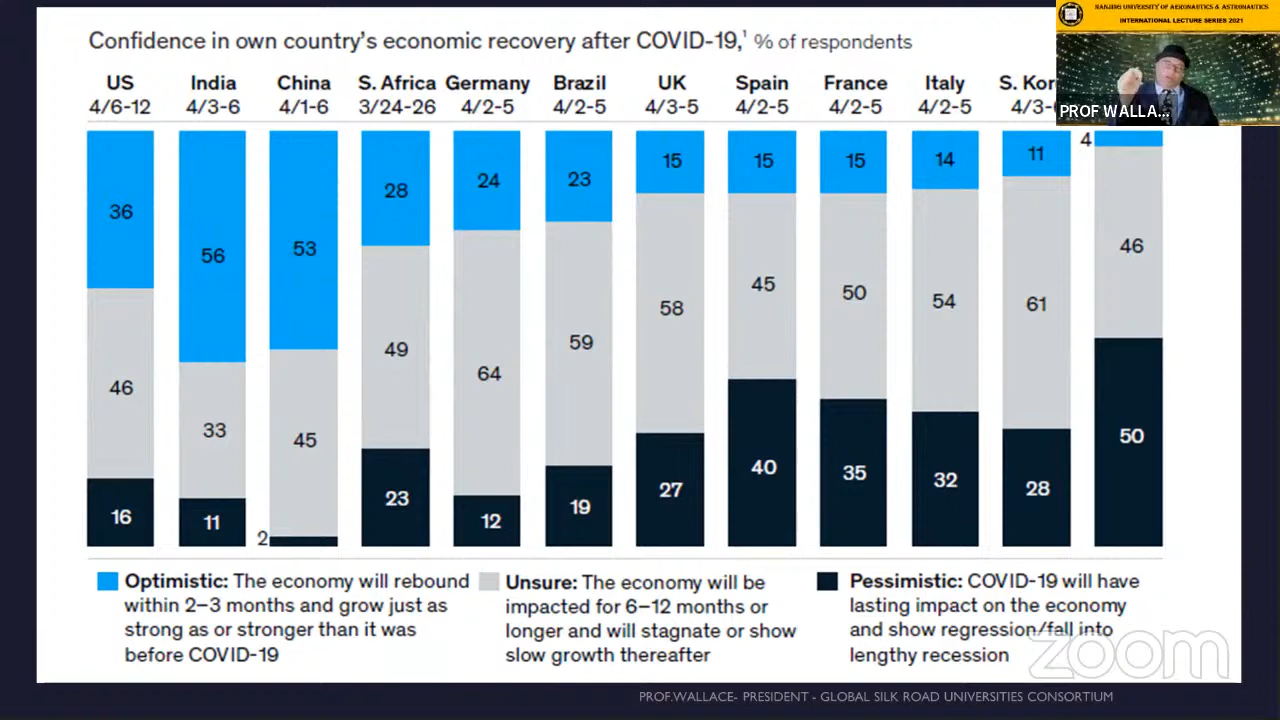 NANJING UNIVERSITY OF AERONAUTICS & ASTRONAUTICS
INTERNATIONAL LECTURE SERIES 2021
PROF WALLA...
Confidence in own country's economic recovery after COVID-19,¹ % of respondents
US India China S. Africa Germany Brazil UK Spain France Italy S. Kor
4/6-12 4/3-6 4/1-6 3/24-26 4/2-5 4/2-5 4/3-5 4/2-5 4/2-5 4/2-5 4/3-
36 56 53 28 24 23 15 15 15 14 11 4
46 33 45 49 64 59 58 45 50 54 61 46
16 11 2 23 12 19 27 40 35 32 28 50
Optimistic: The economy will rebound
within 2–3 months and grow just as
strong as or stronger than it was
before COVID-19
Unsure: The economy will be
impacted for 6–12 months or
longer and will stagnate or show
slow growth thereafter
Pessimistic: COVID-19 will have
lasting impact on the economy
and show regression/fall into
lengthy recession
zoom
PROF.WALLACE- PRESIDENT - GLOBAL SILK ROAD UNIVERSITIES CONSORTIUM